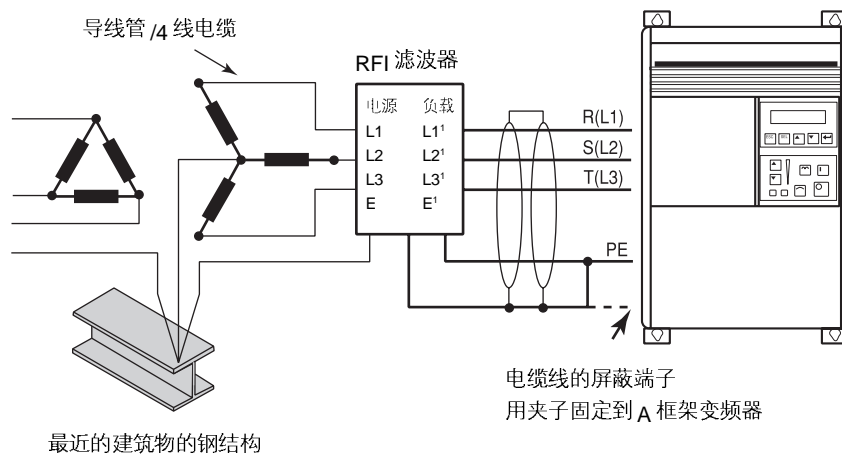 导线管/4 线电缆
RFI 滤波器
电源 负载
L1 L1¹
L2 L2¹
L3 L3¹
E E¹
R(L1)
S(L2)
T(L3)
PE
电缆线的屏蔽端子
用夹子固定到 A 框架变频器
最近的建筑物的钢结构